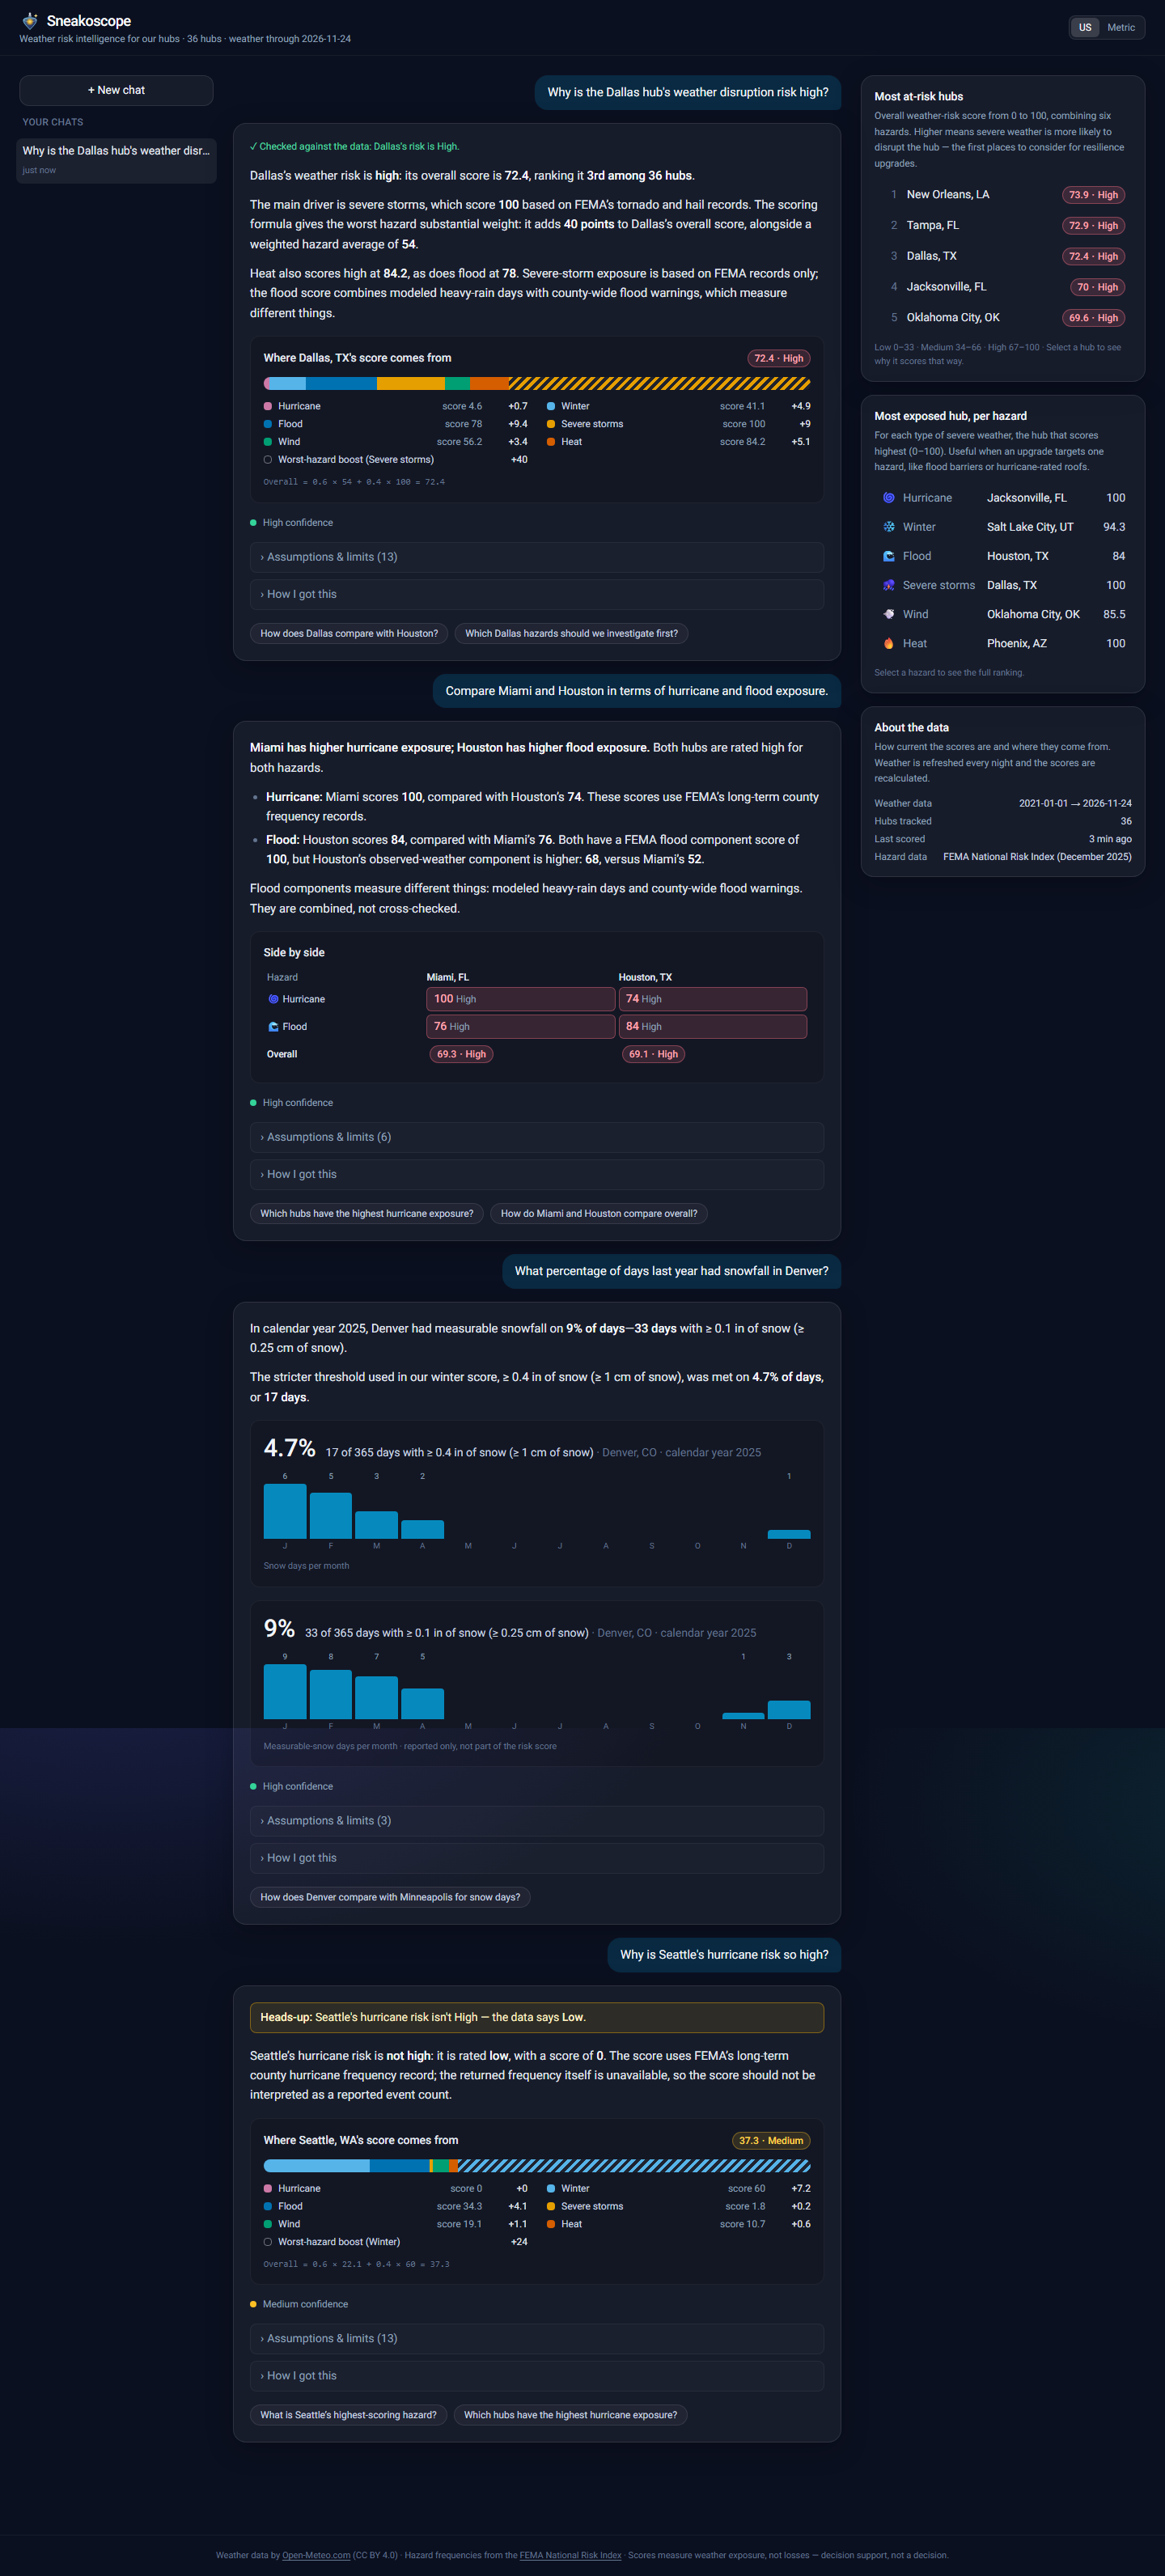 Sneakoscope
Weather risk intelligence for our hubs · 36 hubs · weather through 2026-11-24
US
Metric
+ New chat
YOUR CHATS
Why is the Dallas hub's weather disr...
just now
Why is the Dallas hub's weather disruption risk high?
✓ Checked against the data: Dallas's risk is High.
Dallas’s weather risk is high: its overall score is 72.4, ranking it 3rd among 36 hubs.
The main driver is severe storms, which score 100 based on FEMA’s tornado and hail records. The scoring
formula gives the worst hazard substantial weight: it adds 40 points to Dallas’s overall score, alongside a
weighted hazard average of 54.
Heat also scores high at 84.2, as does flood at 78. Severe-storm exposure is based on FEMA records only;
the flood score combines modeled heavy-rain days with county-wide flood warnings, which measure
different things.
Where Dallas, TX's score comes from
72.4 · High
Hurricane score 4.6 +0.7
Winter score 41.1 +4.9
Flood score 78 +9.4
Severe storms score 100 +9
Wind score 56.2 +3.4
Heat score 84.2 +5.1
Worst-hazard boost (Severe storms) +40
Overall = 0.6 × 54 + 0.4 × 100 = 72.4
High confidence
› Assumptions & limits (13)
› How I got this
How does Dallas compare with Houston?
Which Dallas hazards should we investigate first?
Compare Miami and Houston in terms of hurricane and flood exposure.
Miami has higher hurricane exposure; Houston has higher flood exposure. Both hubs are rated high for
both hazards.
• Hurricane: Miami scores 100, compared with Houston’s 74. These scores use FEMA’s long-term county
frequency records.
• Flood: Houston scores 84, compared with Miami’s 76. Both have a FEMA flood component score of
100, but Houston’s observed-weather component is higher: 68, versus Miami’s 52.
Flood components measure different things: modeled heavy-rain days and county-wide flood warnings.
They are combined, not cross-checked.
Side by side
Hazard Miami, FL Houston, TX
Hurricane 100 High 74 High
Flood 76 High 84 High
Overall 69.3 · High 69.1 · High
High confidence
› Assumptions & limits (6)
› How I got this
Which hubs have the highest hurricane exposure?
How do Miami and Houston compare overall?
What percentage of days last year had snowfall in Denver?
In calendar year 2025, Denver had measurable snowfall on 9% of days—33 days with ≥ 0.1 in of snow (≥
0.25 cm of snow).
The stricter threshold used in our winter score, ≥ 0.4 in of snow (≥ 1 cm of snow), was met on 4.7% of days,
or 17 days.
4.7% 17 of 365 days with ≥ 0.4 in of snow (≥ 1 cm of snow) · Denver, CO · calendar year 2025
6 5 3 2 1
J F M A M J J A S O N D
Snow days per month
9% 33 of 365 days with ≥ 0.1 in of snow (≥ 0.25 cm of snow) · Denver, CO · calendar year 2025
9 8 7 5 1 3
J F M A M J J A S O N D
Measurable-snow days per month · reported only, not part of the risk score
High confidence
› Assumptions & limits (3)
› How I got this
How does Denver compare with Minneapolis for snow days?
Why is Seattle's hurricane risk so high?
Heads-up: Seattle's hurricane risk isn't High — the data says Low.
Seattle’s hurricane risk is not high: it is rated low, with a score of 0. The score uses FEMA’s long-term
county hurricane frequency record; the returned frequency itself is unavailable, so the score should not be
interpreted as a reported event count.
Where Seattle, WA's score comes from
37.3 · Medium
Hurricane score 0 +0
Winter score 60 +7.2
Flood score 34.3 +4.1
Severe storms score 1.8 +0.2
Wind score 19.1 +1.1
Heat score 10.7 +0.6
Worst-hazard boost (Winter) +24
Overall = 0.6 × 22.1 + 0.4 × 60 = 37.3
Medium confidence
› Assumptions & limits (13)
› How I got this
What is Seattle's highest-scoring hazard?
Which hubs have the highest hurricane exposure?
Most at-risk hubs
Overall weather-risk score from 0 to 100, combining six
hazards. Higher means severe weather is more likely to
disrupt the hub — the first places to consider for resilience
upgrades.
1 New Orleans, LA 73.9 · High
2 Tampa, FL 72.9 · High
3 Dallas, TX 72.4 · High
4 Jacksonville, FL 70 · High
5 Oklahoma City, OK 69.6 · High
Low 0–33 · Medium 34–66 · High 67–100 · Select a hub to see
why it scores that way.
Most exposed hub, per hazard
For each type of severe weather, the hub that scores
highest (0–100). Useful when an upgrade targets one
hazard, like flood barriers or hurricane-rated roofs.
Hurricane Jacksonville, FL 100
Winter Salt Lake City, UT 94.3
Flood Houston, TX 84
Severe storms Dallas, TX 100
Wind Oklahoma City, OK 85.5
Heat Phoenix, AZ 100
Select a hazard to see the full ranking.
About the data
How current the scores are and where they come from.
Weather is refreshed every night and the scores are
recalculated.
Weather data 2021-01-01 → 2026-11-24
Hubs tracked 36
Last scored 3 min ago
Hazard data FEMA National Risk Index (December 2025)
Weather data by Open-Meteo.com (CC BY 4.0) · Hazard frequencies from the FEMA National Risk Index · Scores measure weather exposure, not losses — decision support, not a decision.